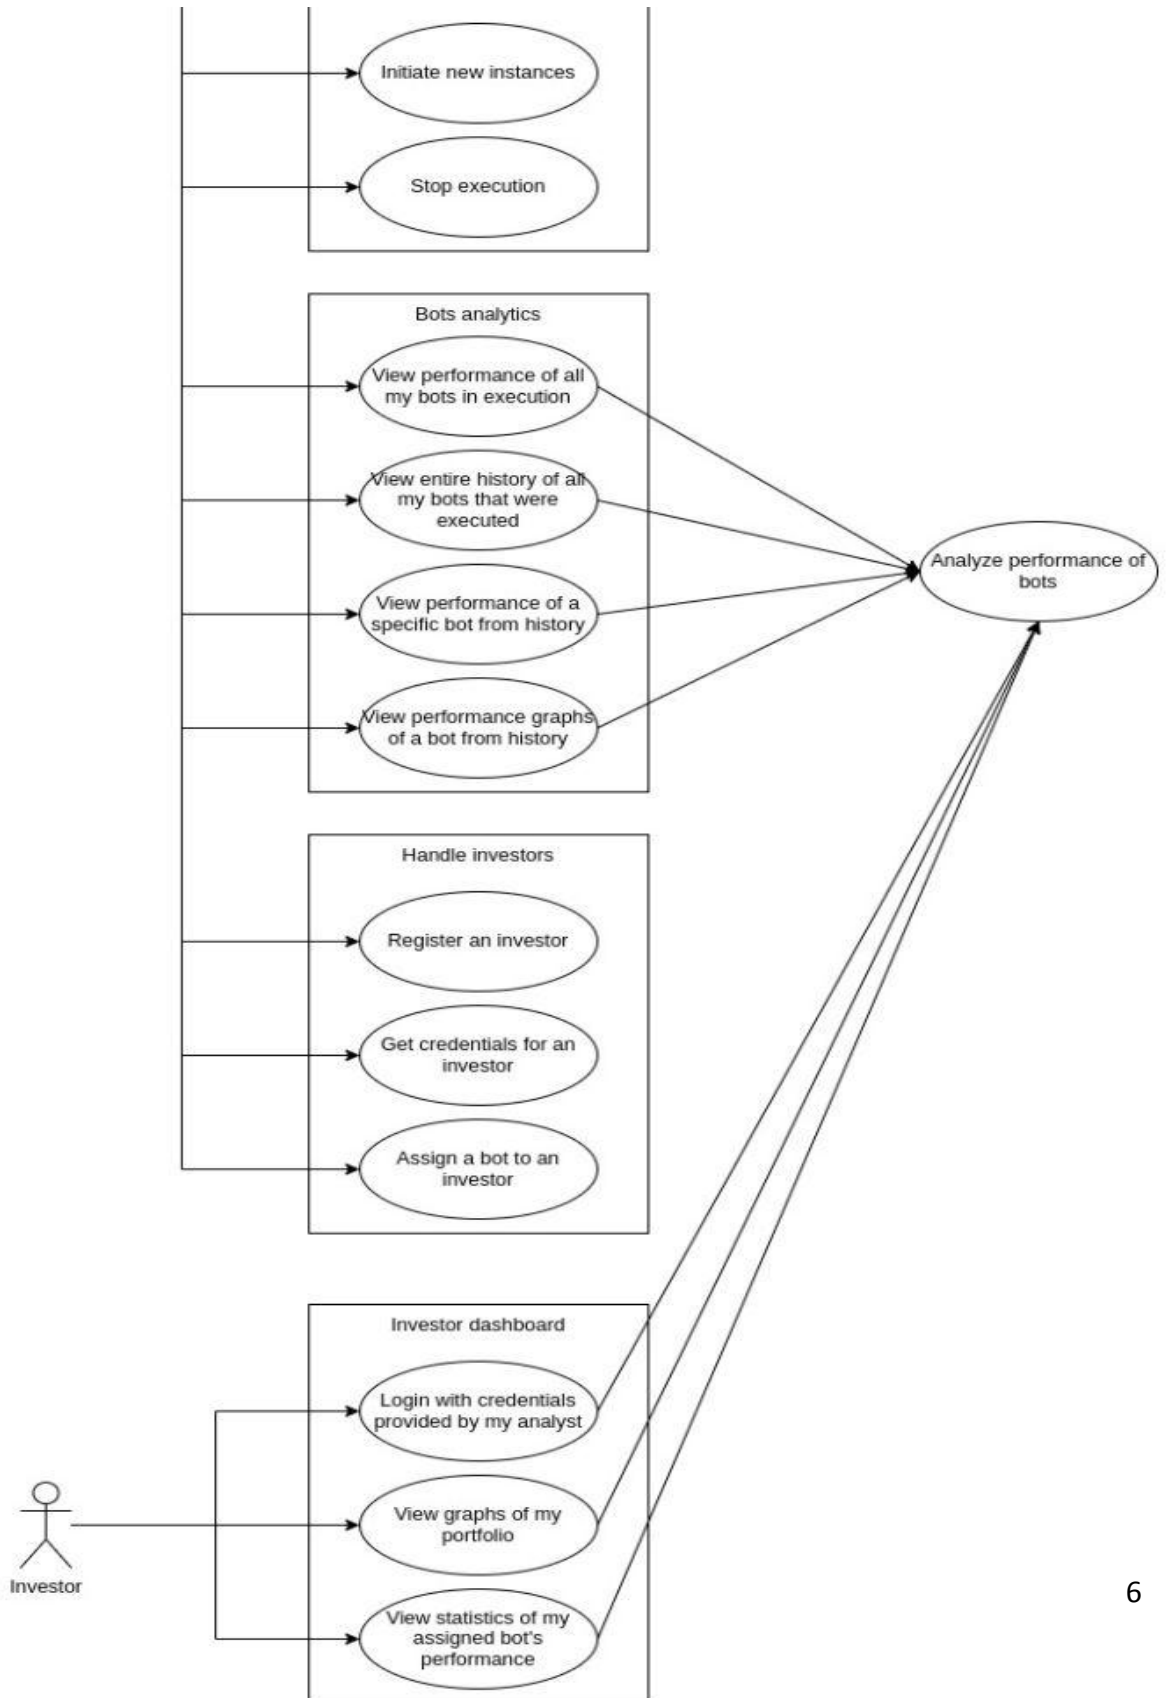 Initiate new instances
Stop execution
Bots analytics
View performance of all
my bots in execution
View entire history of all
my bots that were
executed
View performance of a
specific bot from history
View performance graphs
of a bot from history
Analyze performance of
bots
Handle investors
Register an investor
Get credentials for an
investor
Assign a bot to an
investor
Investor dashboard
Login with credentials
provided by my analyst
View graphs of my
portfolio
View statistics of my
assigned bot's
performance
Investor
6